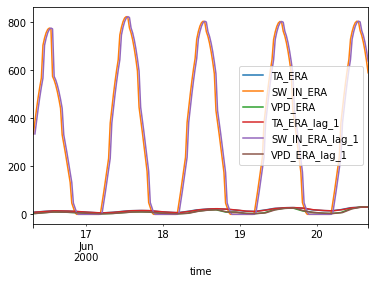 800
600
400
200
0
TA_ERA
SW_IN_ERA
VPD_ERA
TA_ERA_lag_1
SW_IN_ERA_lag_1
VPD_ERA_lag_1
17 18 19 20
Jun
2000
time